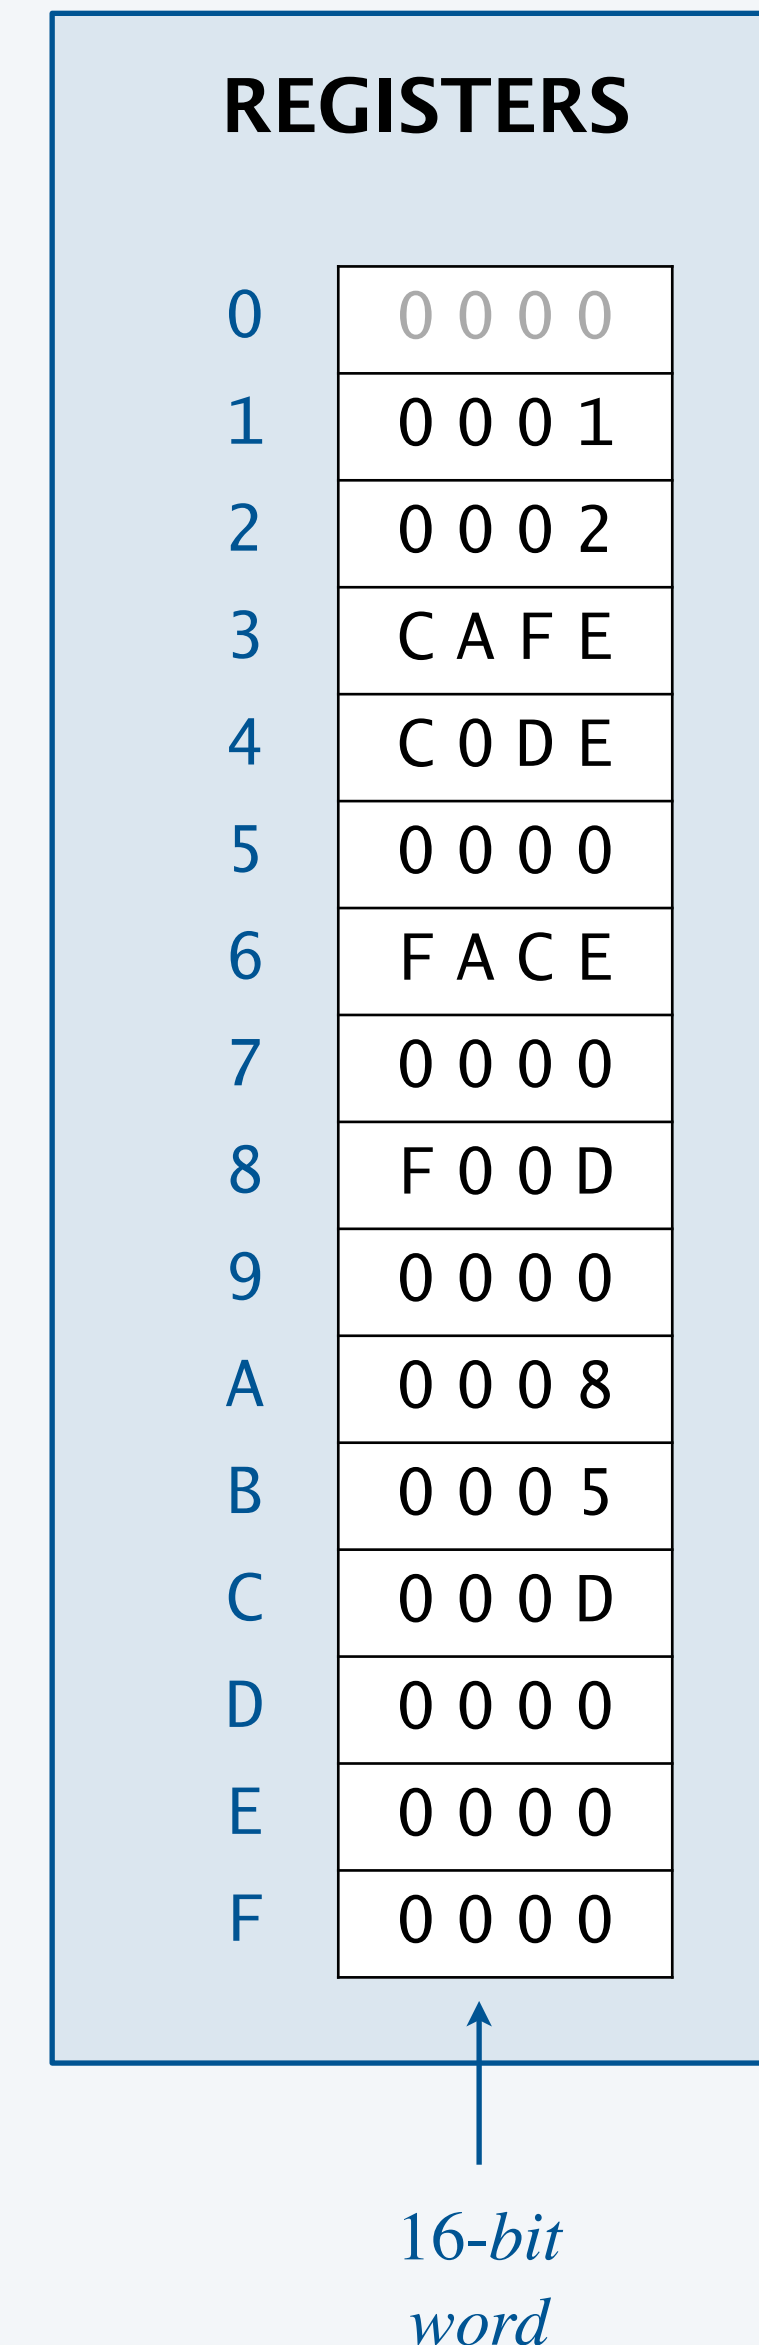 REGISTERS
0 0 0 0 0
1 0 0 0 1
2 0 0 0 2
3 C A F E
4 C 0 D E
5 0 0 0 0
6 F A C E
7 0 0 0 0
8 F 0 0 D
9 0 0 0 0
A 0 0 0 8
B 0 0 0 5
C 0 0 0 D
D 0 0 0 0
E 0 0 0 0
F 0 0 0 0
16-bit
word